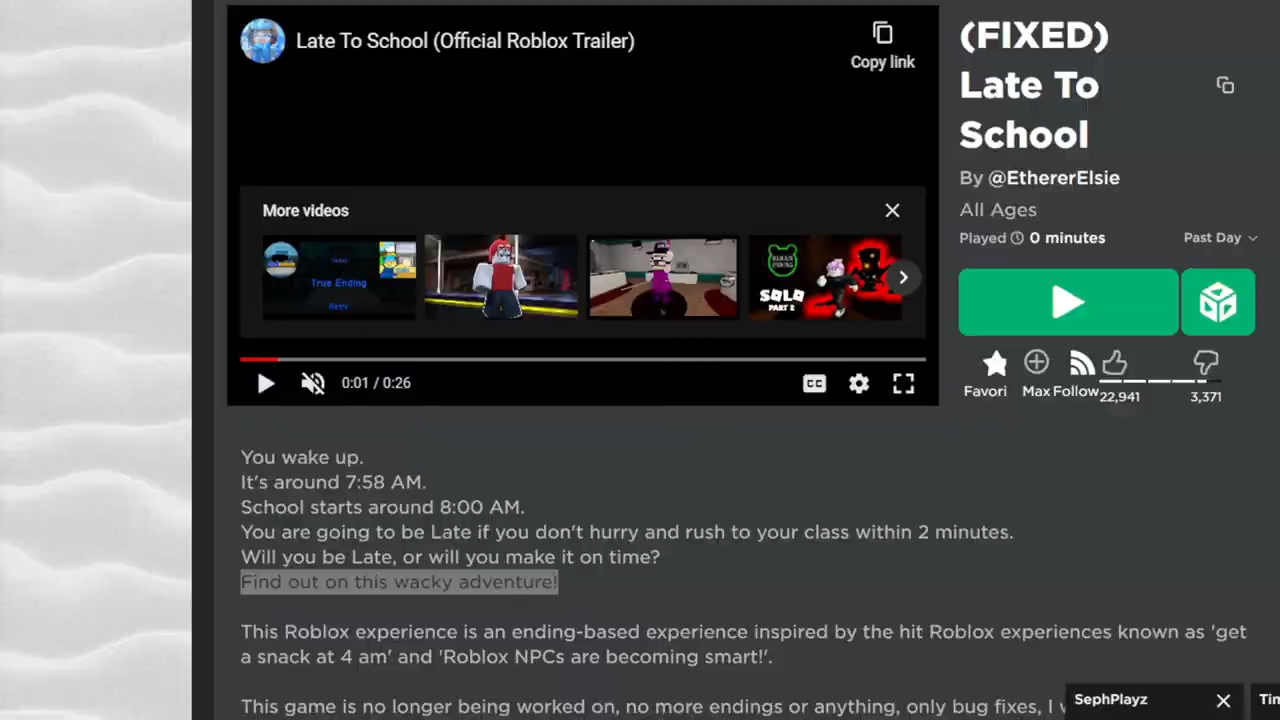 Late To School (Official Roblox Trailer)
Copy link
More videos
True Ending
Retry
SOLO
PART 2
0:01 / 0:26
CC
(FIXED)
Late To
School
By @EthererElsie
All Ages
Played 0 minutes
Past Day
Favori
Max
Follow
22,941
3,371
You wake up.
It's around 7:58 AM.
School starts around 8:00 AM.
You are going to be Late if you don't hurry and rush to your class within 2 minutes.
Will you be Late, or will you make it on time?
Find out on this wacky adventure!
This Roblox experience is an ending-based experience inspired by the hit Roblox experiences known as 'get
a snack at 4 am' and 'Roblox NPCs are becoming smart!'.
This game is no longer being worked on, no more endings or anything, only bug fixes, I
SephPlayz